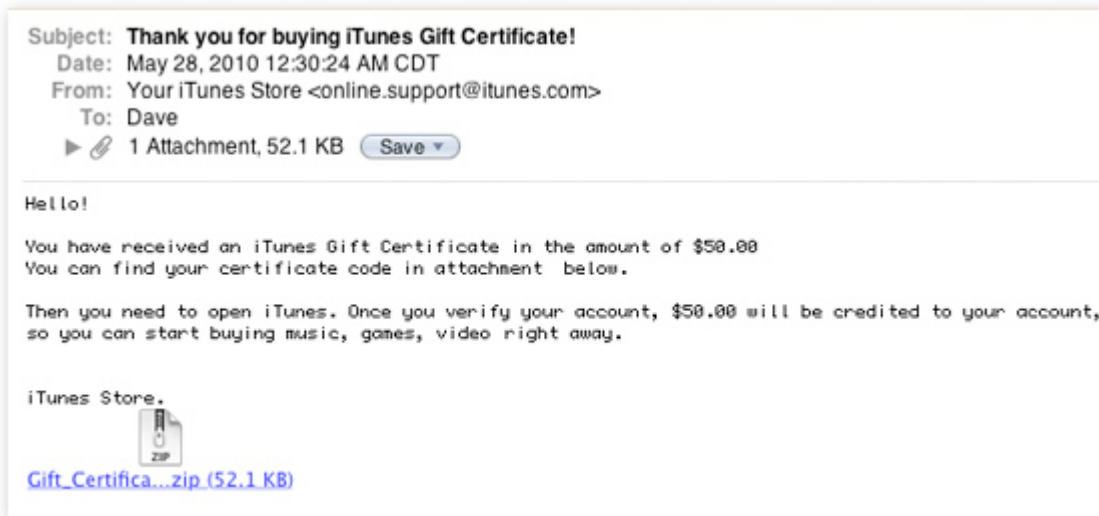 Subject: Thank you for buying iTunes Gift Certificate!
Date: May 28, 2010 12:30:24 AM CDT
From: Your iTunes Store <online.support@itunes.com>
To: Dave
1 Attachment, 52.1 KB Save
Hello!
You have received an iTunes Gift Certificate in the amount of $50.00
You can find your certificate code in attachment below.
Then you need to open iTunes. Once you verify your account, $50.00 will be credited to your account,
so you can start buying music, games, video right away.
iTunes Store.
ZIP
Gift_Certifica...zip (52.1 KB)